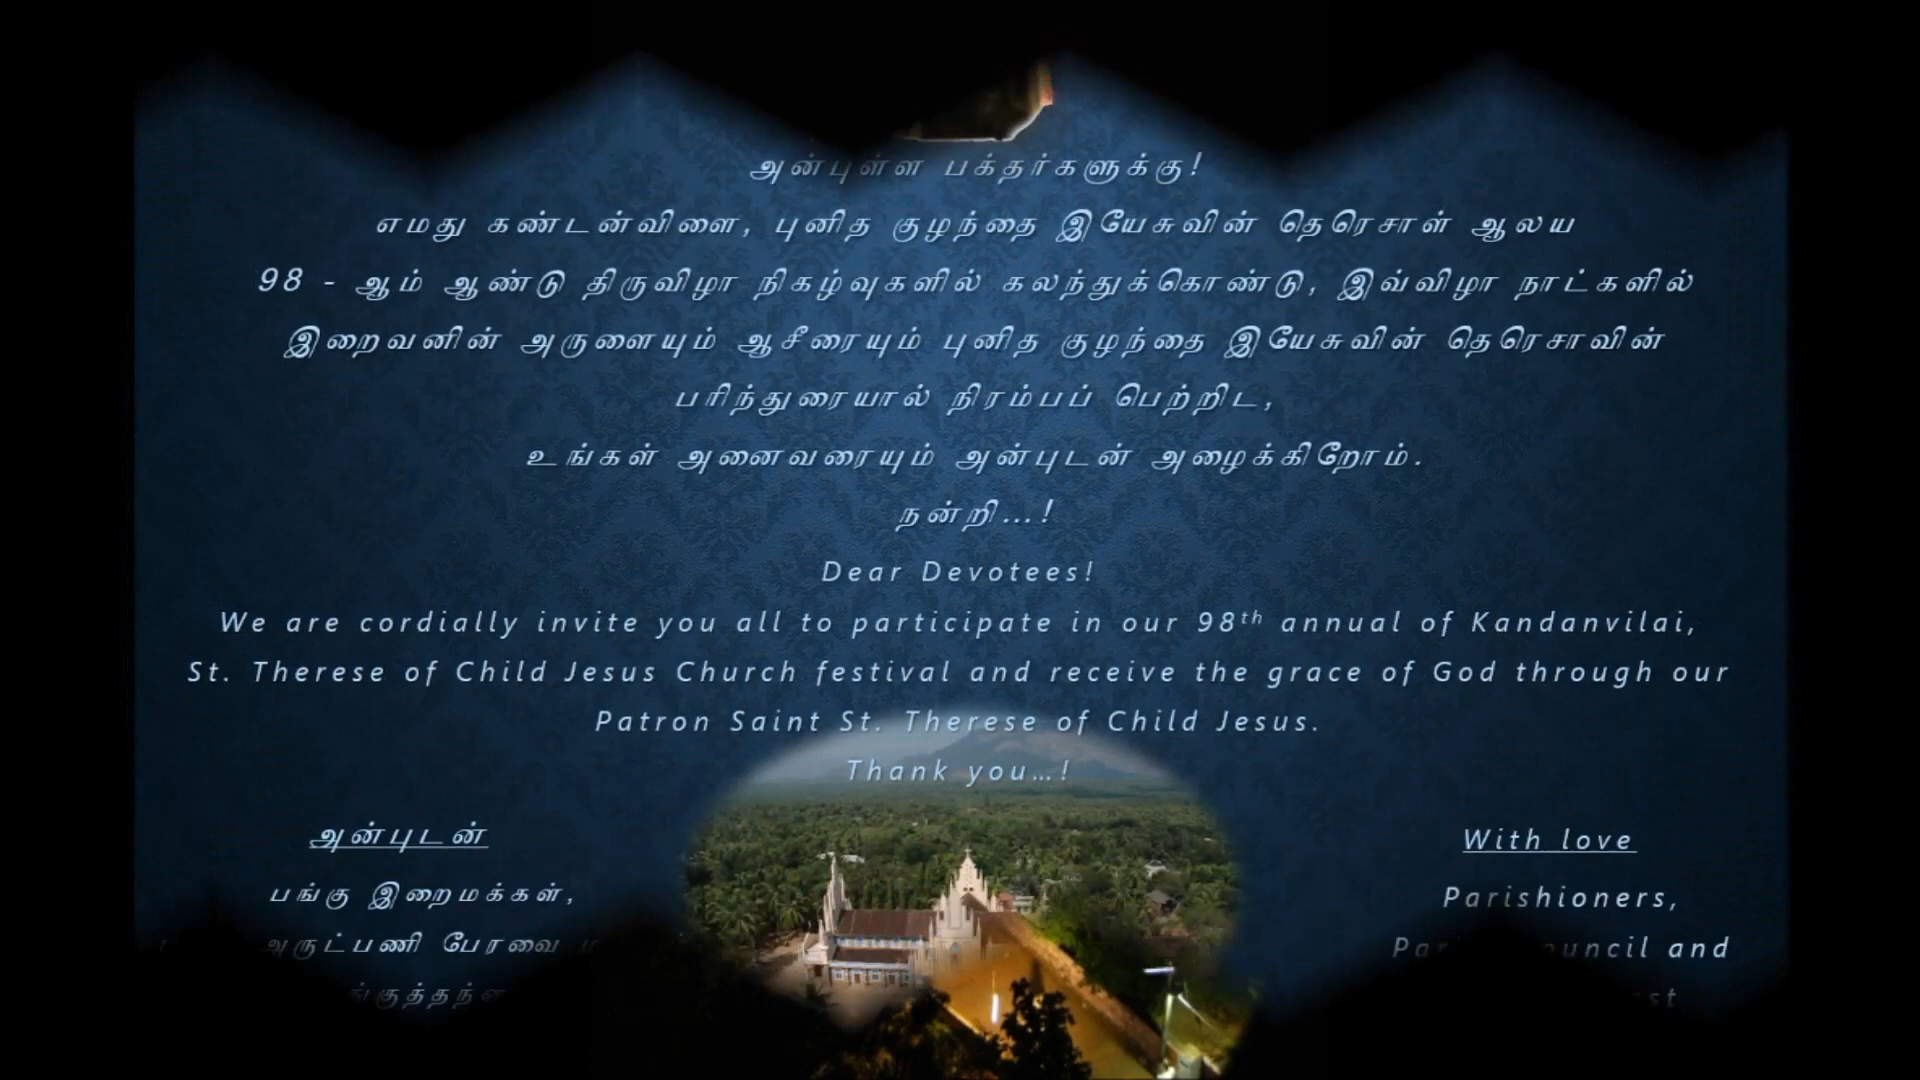 அன்புள்ள பக்தர்களுக்கு!
எமது கண்டன்விளை, புனித குழந்தை இயேசுவின் தெரெசாள் ஆலய
98 - ஆம் ஆண்டு திருவிழா நிகழ்வுகளில் கலந்துக்கொண்டு, இவ்விழா நாட்களில்
இறைவனின் அருளையும் ஆசீரையும் புனித குழந்தை இயேசுவின் தெரெசாவின்
பரிந்துரையால் நிரம்பப் பெற்றிட,
உங்கள் அனைவரையும் அன்புடன் அழைக்கிறோம்.
நன்றி...!
Dear Devotees!
We are cordially invite you all to participate in our 98th annual of Kandanvilai,
St. Therese of Child Jesus Church festival and receive the grace of God through our
Patron Saint St. Therese of Child Jesus.
Thank you...!
அன்புடன்
பங்கு இறைமக்கள்,
அருட்பணி பேரவை
With love
Parishioners,
and